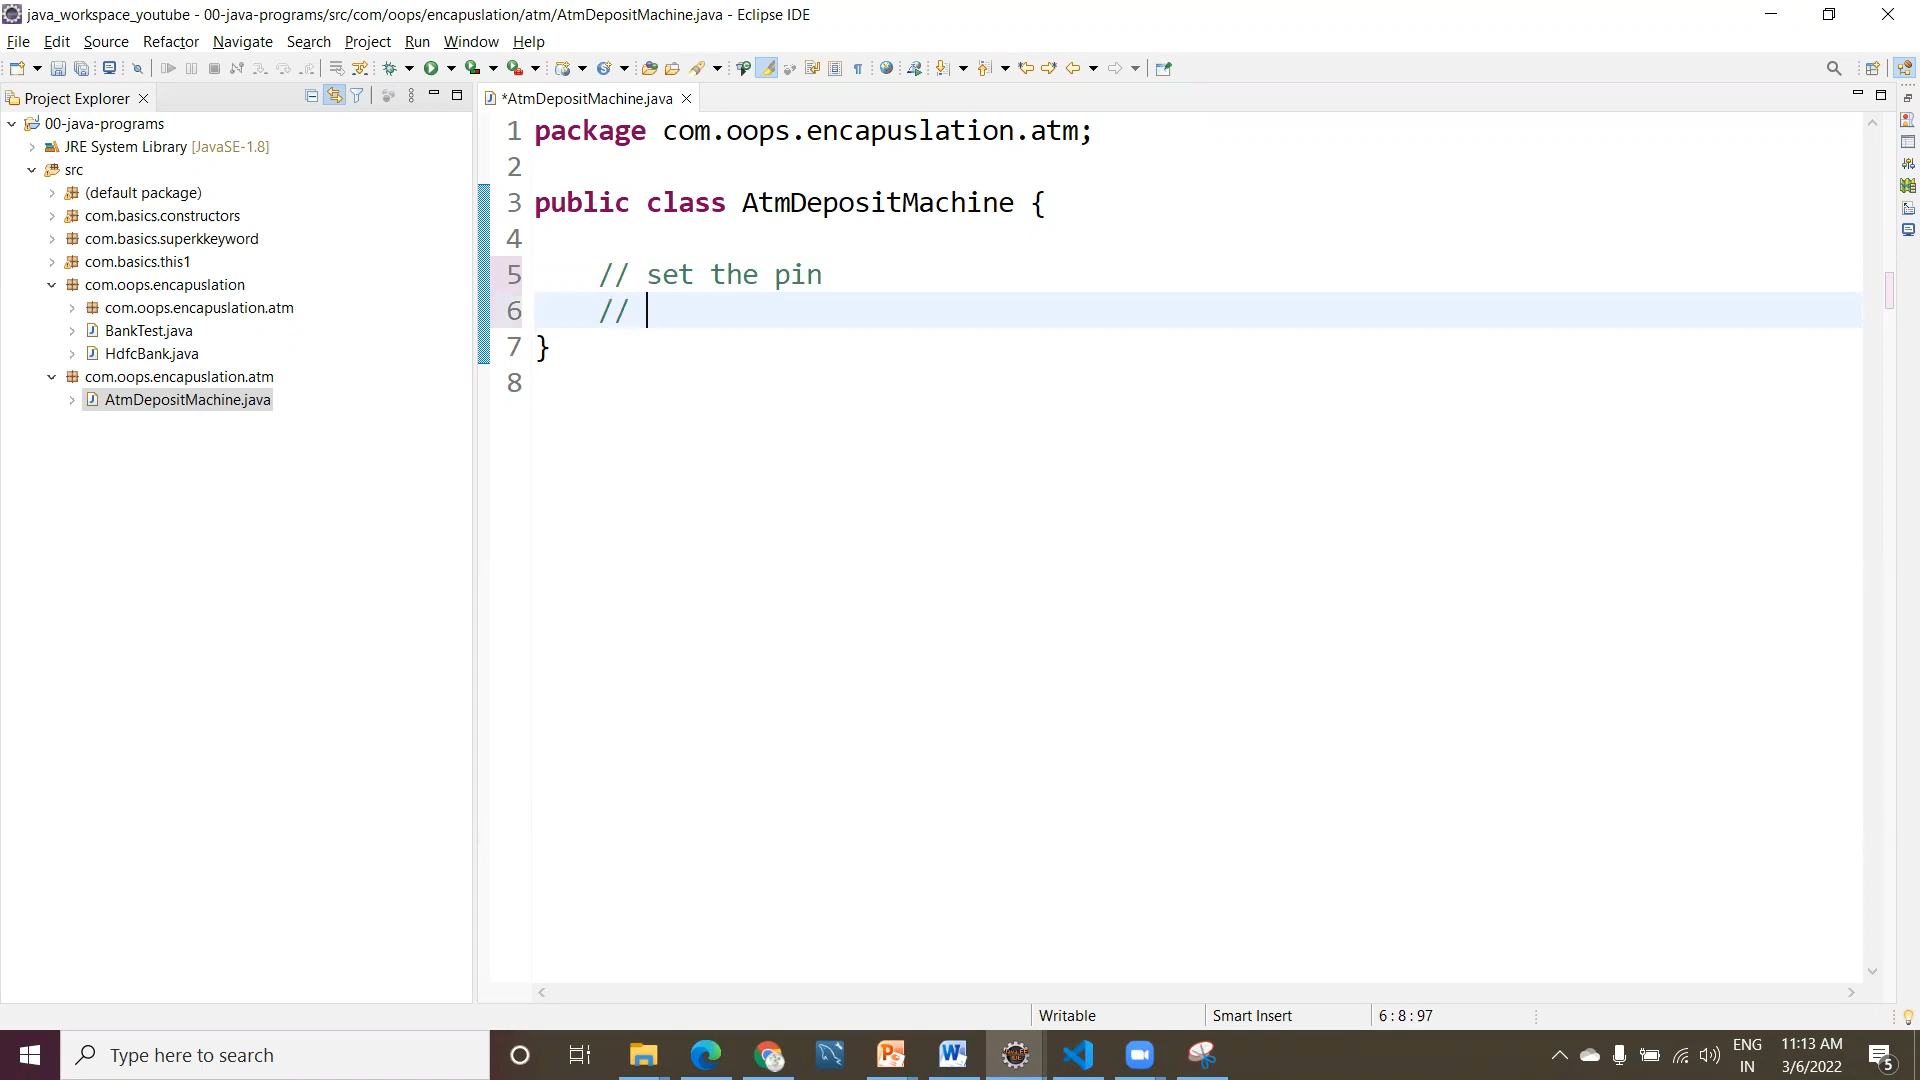 java_workspace_youtube - 00-java-programs/src/com/oops/encapuslation/atm/AtmDepositMachine.java - Eclipse IDE
File Edit Source Refactor Navigate Search Project Run Window Help
Project Explorer
*AtmDepositMachine.java
00-java-programs
JRE System Library [JavaSE-1.8]
src
(default package)
com.basics.constructors
com.basics.superkkeyword
com.basics.this1
com.oops.encapuslation
com.oops.encapuslation.atm
BankTest.java
HdfcBank.java
com.oops.encapuslation.atm
AtmDepositMachine.java
1 package com.oops.encapuslation.atm;
2
3 public class AtmDepositMachine {
4
5 // set the pin
6 //
7 }
8
Writable Smart Insert 6 : 8 : 97
Type here to search
ENG
IN
11:13 AM
3/6/2022
5